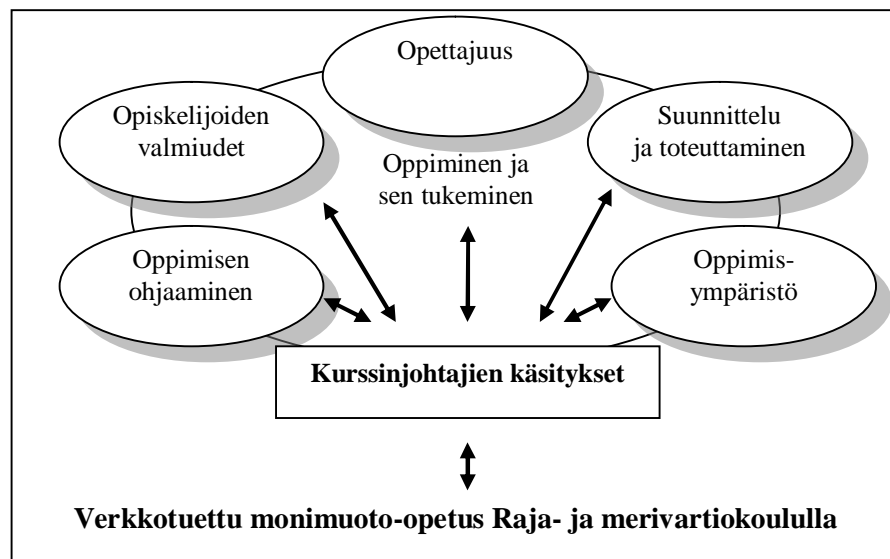 Opettajuus
Opiskelijoiden
valmiudet
Suunnittelu
ja toteuttaminen
Oppiminen ja
sen tukeminen
Oppimisen
ohjaaminen
Oppimis-
ympäristö
Kurssinjohtajien käsitykset
Verkkotuettu monimuoto-opetus Raja- ja merivartiokoululla